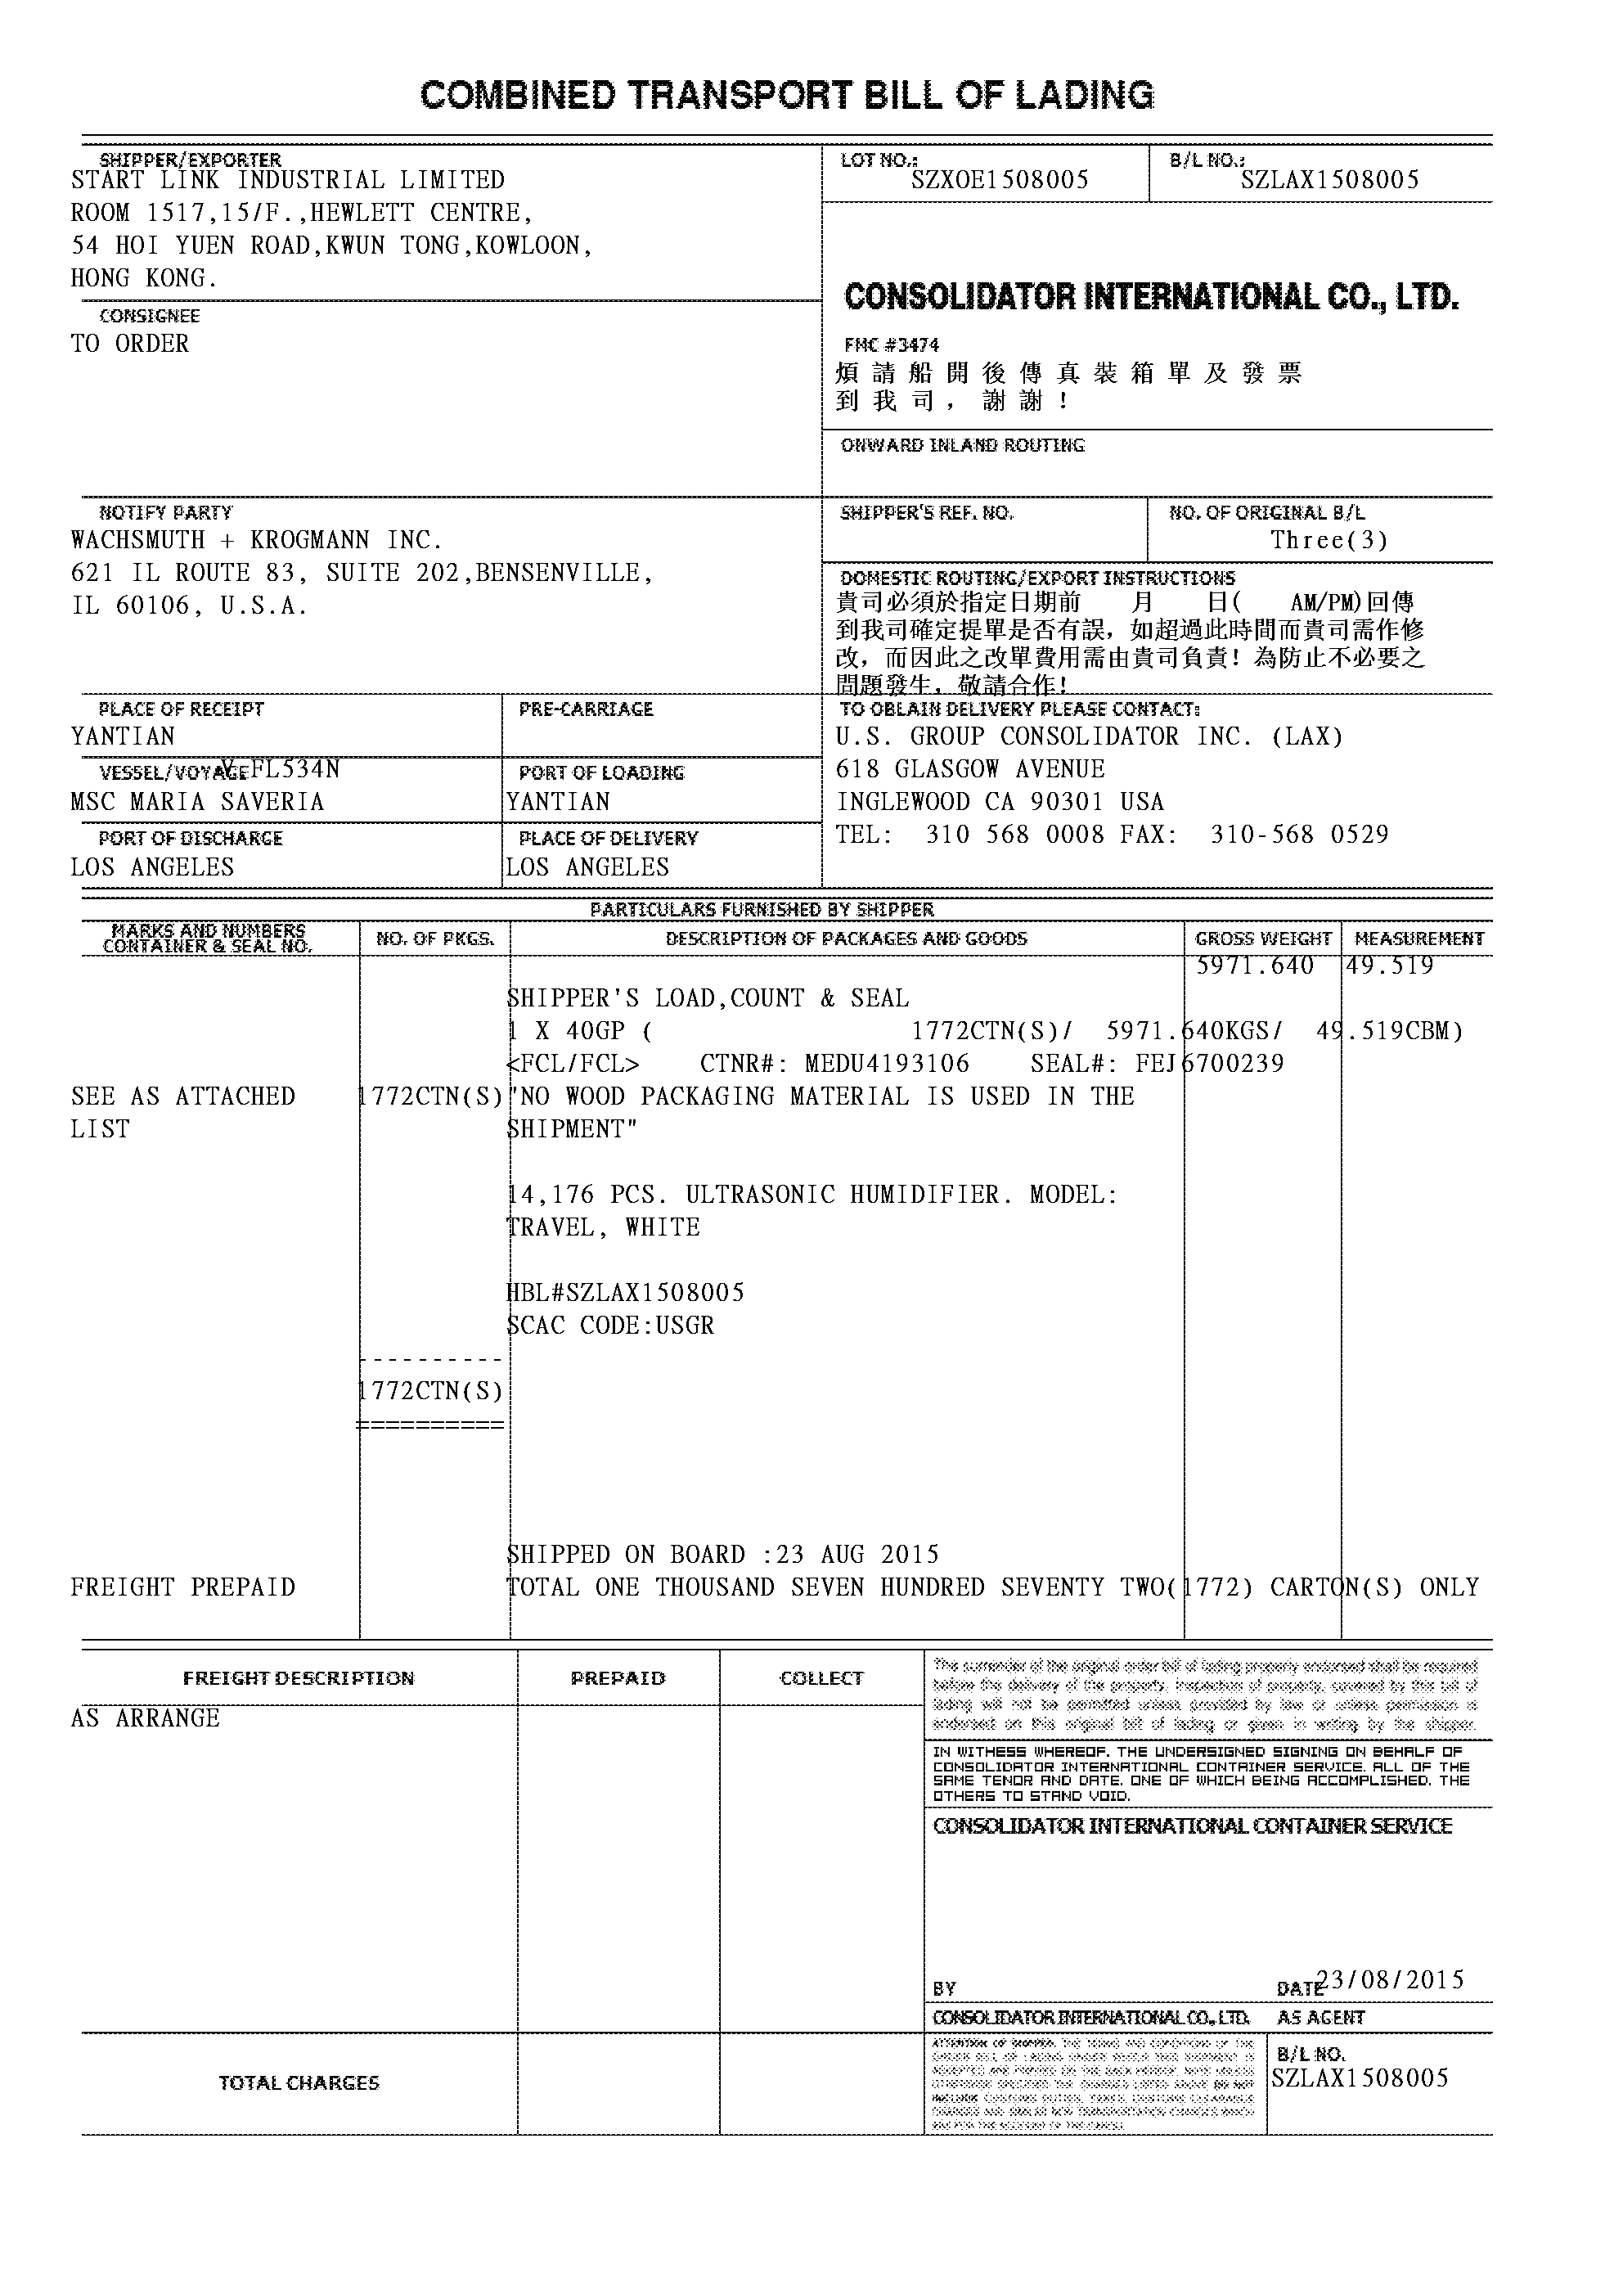 COMBINED TRANSPORT BILL OF LADING
SHIPPER/EXPORTER
START LINK INDUSTRIAL LIMITED
ROOM 1517,15/F.,HEWLETT CENTRE,
54 HOI YUEN ROAD,KWUN TONG,KOWLOON,
HONG KONG.
LOT NO.:
SZXOE1508005
B/L NO.:
SZLAX1508005
CONSOLIDATOR INTERNATIONAL CO., LTD.
FMC #3474
煩請船開後傳真裝箱單及發票
到我司，謝謝!
CONSIGNEE
TO ORDER
ONWARD INLAND ROUTING
NOTIFY PARTY
WACHSMUTH + KROGMANN INC.
621 IL ROUTE 83, SUITE 202,BENSENVILLE,
IL 60106, U.S.A.
SHIPPER'S REF. NO.
NO. OF ORIGINAL B/L
Three(3)
DOMESTIC ROUTING/EXPORT INSTRUCTIONS
貴司必須於指定日期前 月 日( AM/PM)回傳
到我司確定提單是否有誤，如超過此時間而貴司需作修
改，而因此之改單費用需由貴司負責! 為防止不必要之
問題發生，敬請合作!
PLACE OF RECEIPT
YANTIAN
PRE-CARRIAGE
TO OBLAIN DELIVERY PLEASE CONTACT:
U.S. GROUP CONSOLIDATOR INC. (LAX)
618 GLASGOW AVENUE
INGLEWOOD CA 90301 USA
TEL: 310 568 0008 FAX: 310-568 0529
VESSEL/VOYAGE V.FL534N
MSC MARIA SAVERIA
PORT OF LOADING
YANTIAN
PORT OF DISCHARGE
LOS ANGELES
PLACE OF DELIVERY
LOS ANGELES
PARTICULARS FURNISHED BY SHIPPER
MARKS AND NUMBERS
CONTAINER & SEAL NO.
NO. OF PKGS.
DESCRIPTION OF PACKAGES AND GOODS
GROSS WEIGHT
MEASUREMENT
5971.640 49.519
SHIPPER'S LOAD,COUNT & SEAL
1 X 40GP ( 1772CTN(S)/ 5971.640KGS/ 49.519CBM)
<FCL/FCL> CTNR#: MEDU4193106 SEAL#: FEJ6700239
SEE AS ATTACHED 1772CTN(S) "NO WOOD PACKAGING MATERIAL IS USED IN THE
LIST SHIPMENT"
14,176 PCS. ULTRASONIC HUMIDIFIER. MODEL:
TRAVEL, WHITE
HBL#SZLAX1508005
SCAC CODE:USGR
----------
1772CTN(S)
==========
SHIPPED ON BOARD :23 AUG 2015
FREIGHT PREPAID TOTAL ONE THOUSAND SEVEN HUNDRED SEVENTY TWO(1772) CARTON(S) ONLY
FREIGHT DESCRIPTION
PREPAID
COLLECT
AS ARRANGE
The surrender of the original order bill of lading properly endorsed shall be required
before the delivery of the property. Inspection of property covered by this bill of
lading will not be permitted unless provided by law or unless permission is
endorsed on this original bill of lading or given in writing by the shipper.
IN WITHESS WHEREOF. THE UNDERSIGNED SIGNING ON BEHALF OF
CONSOLIDATOR INTERNATIONAL CONTAINER SERVICE. ALL OF THE
SAME TENOR AND DATE. ONE OF WHICH BEING ACCOMPLISHED. THE
OTHERS TO STAND VOID.
CONSOLIDATOR INTERNATIONAL CONTAINER SERVICE
BY
DATE 23/08/2015
CONSOLIDATOR INTERNATIONAL CO., LTD. AS AGENT
TOTAL CHARGES
B/L NO.
SZLAX1508005